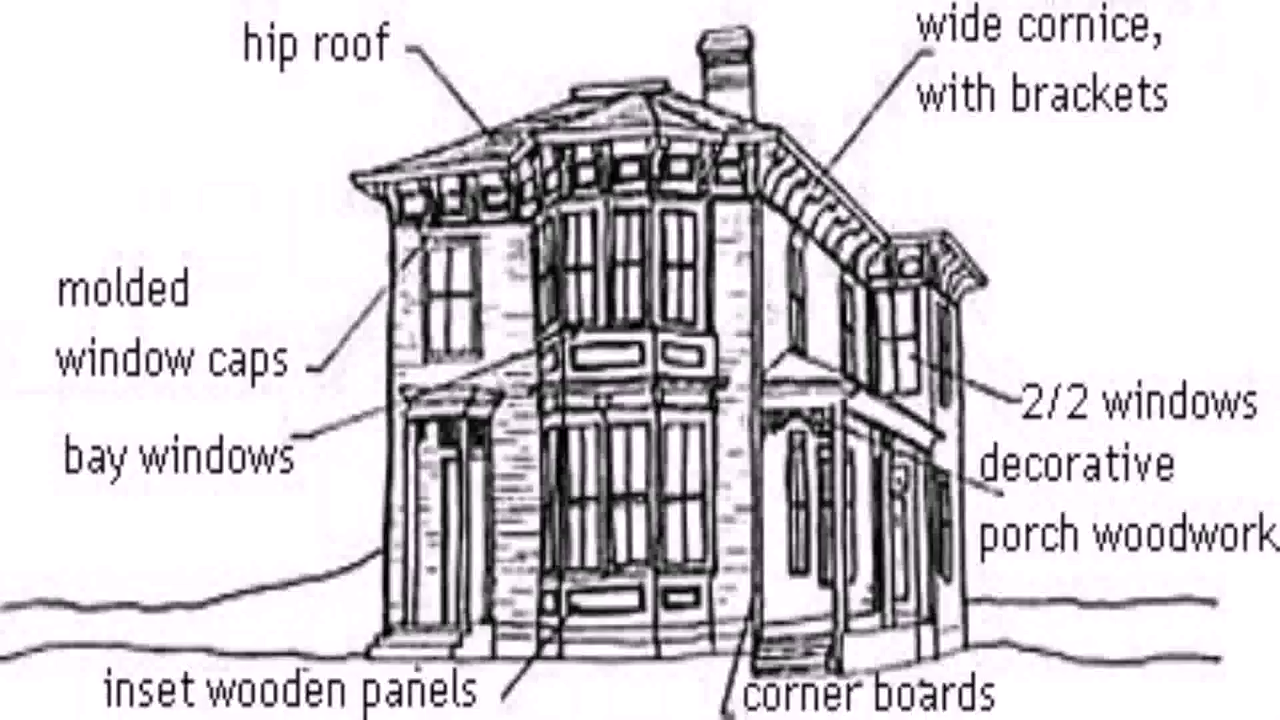 hip roof
wide cornice,
with brackets
molded
window caps
bay windows
2/2 windows
decorative
porch woodwork
inset wooden panels
corner boards